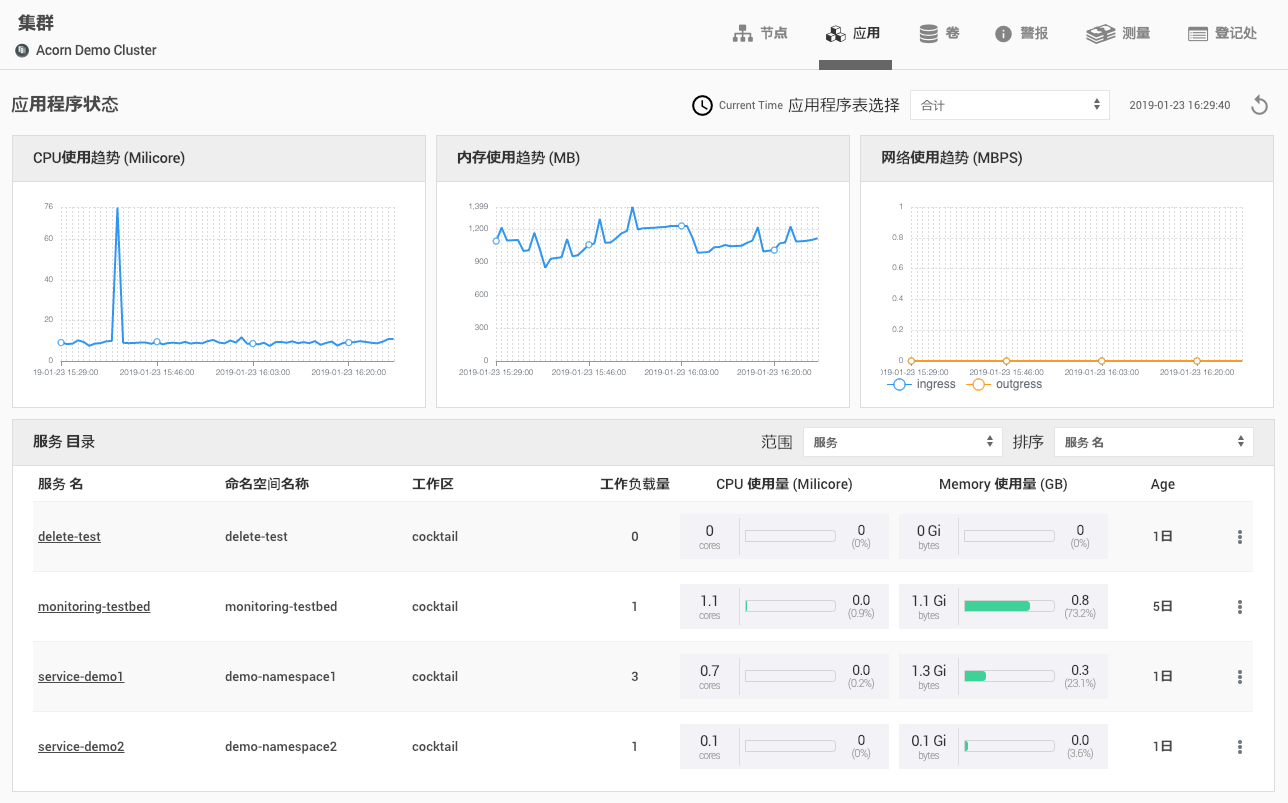 集群
Acorn Demo Cluster
节点 应用 卷 警报 测量 登记处
应用程序状态
Current Time 应用程序表选择 合计 2019-01-23 16:29:40
CPU使用趋势 (Milicore)
76
60
40
20
0
19-01-23 15:29:00 2019-01-23 15:46:00 2019-01-23 16:03:00 2019-01-23 16:20:00
内存使用趋势 (MB)
1,399
1,200
900
600
300
0
2019-01-23 15:29:00 2019-01-23 15:46:00 2019-01-23 16:03:00 2019-01-23 16:20:00
网络使用趋势 (MBPS)
1
0.8
0.6
0.4
0.2
0
019-01-23 15:29:00 2019-01-23 15:46:00 2019-01-23 16:03:00 2019-01-23 16:20:00
ingress outgress
服务 目录 范围 服务 排序 服务 名
服务 名 命名空间名称 工作区 工作负载量 CPU 使用量 (Milicore) Memory 使用量 (GB) Age
delete-test delete-test cocktail 0 0 cores 0 (0%) 0 Gi bytes 0 (0%) 1日
monitoring-testbed monitoring-testbed cocktail 1 1.1 cores 0.0 (0.9%) 1.1 Gi bytes 0.8 (73.2%) 5日
service-demo1 demo-namespace1 cocktail 3 0.7 cores 0.0 (0.2%) 1.3 Gi bytes 0.3 (23.1%) 1日
service-demo2 demo-namespace2 cocktail 1 0.1 cores 0 (0%) 0.1 Gi bytes 0.0 (3.6%) 1日